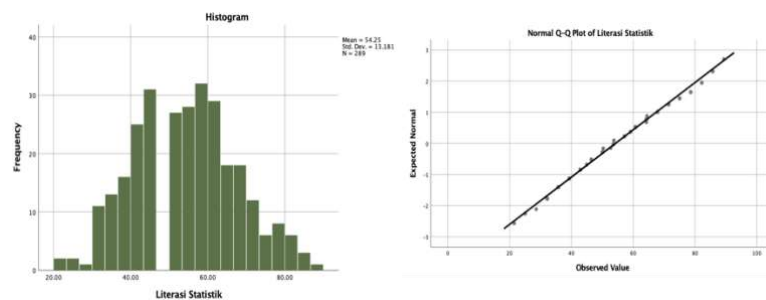 Histogram
Mean = 54.25
Std. Dev. = 13.181
N = 289
Frequency
40
30
20
10
0
20.00 40.00 60.00 80.00
Literasi Statistik
Normal Q-Q Plot of Literasi Statistik
Expected Normal
3
2
1
0
-1
-2
-3
0 20 40 60 80 100
Observed Value